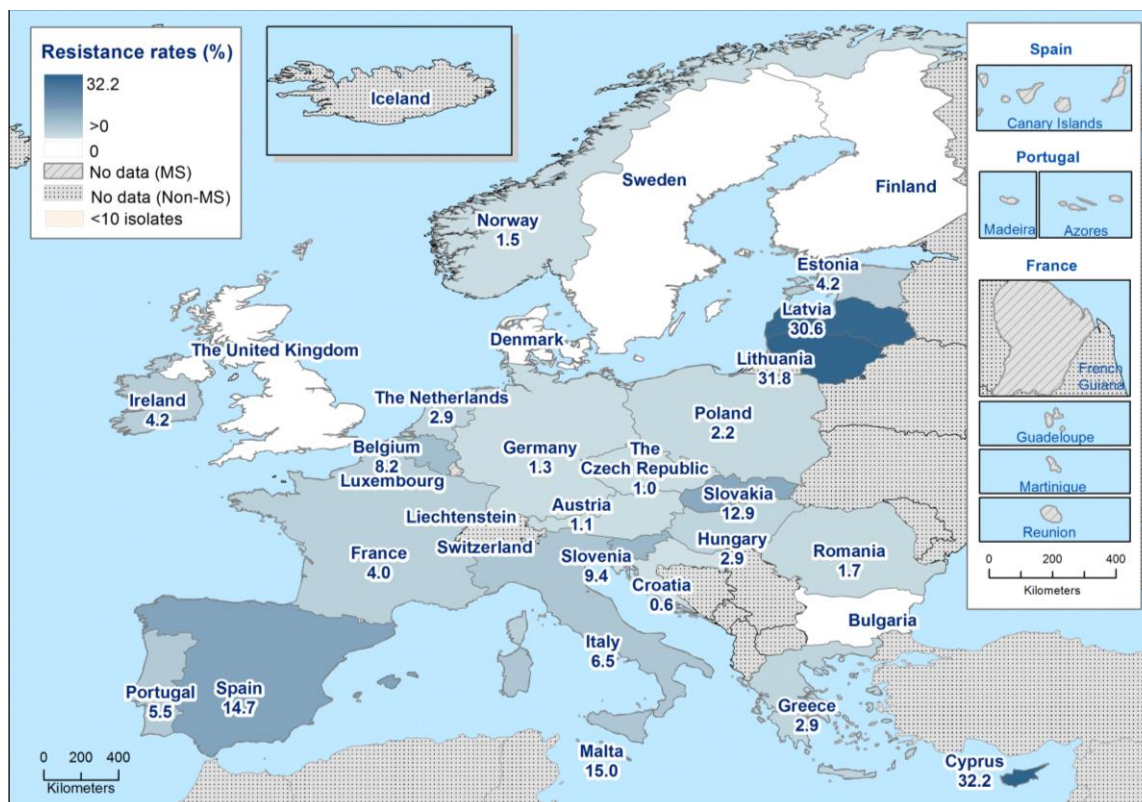 Resistance rates (%)
32.2
>0
0
No data (MS)
No data (Non-MS)
<10 isolates
Iceland
Spain
Canary Islands
Portugal
Madeira
Azores
France
French
Guiana
Guadeloupe
Martinique
Reunion
0 200 400
Kilometers
Sweden
Finland
Norway
1.5
Estonia
4.2
Latvia
30.6
Lithuania
31.8
Denmark
The United Kingdom
Ireland
4.2
The Netherlands
2.9
Belgium
8.2
Luxembourg
Germany
1.3
Poland
2.2
The
Czech Republic
1.0
Slovakia
12.9
Austria
1.1
Liechtenstein
Switzerland
Hungary
2.9
Slovenia
9.4
Romania
1.7
France
4.0
Croatia
0.6
Bulgaria
Italy
6.5
Portugal
5.5
Spain
14.7
Greece
2.9
Malta
15.0
Cyprus
32.2
0 200 400
Kilometers